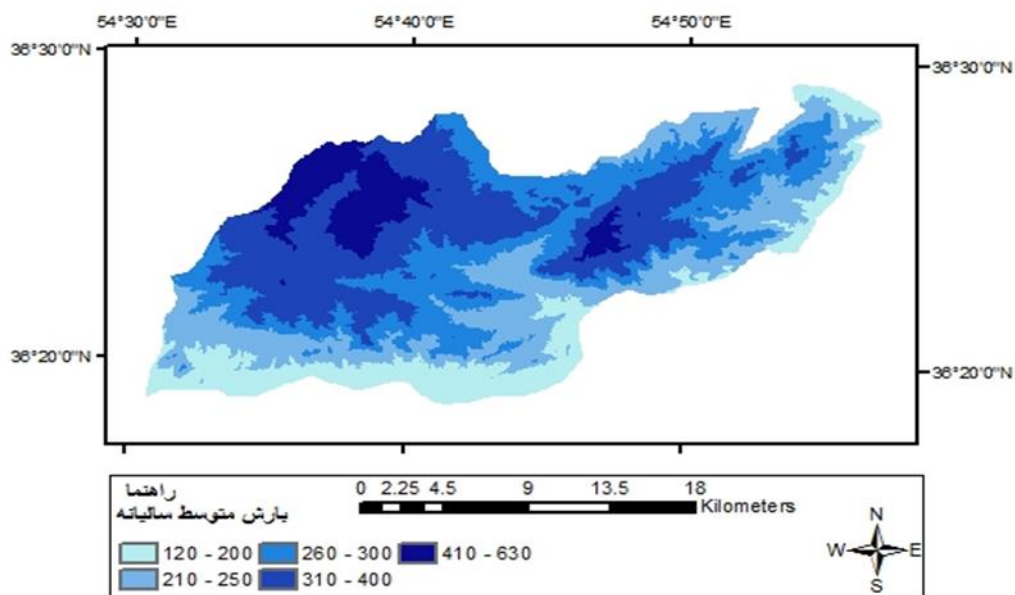 54°30'0"E 54°40'0"E 54°50'0"E
36°30'0"N 36°30'0"N
36°20'0"N 36°20'0"N
راهنما
بارش متوسط سالیانه
0 2.25 4.5 9 13.5 18
Kilometers
120 - 200 260 - 300 410 - 630
210 - 250 310 - 400
N
W E
S